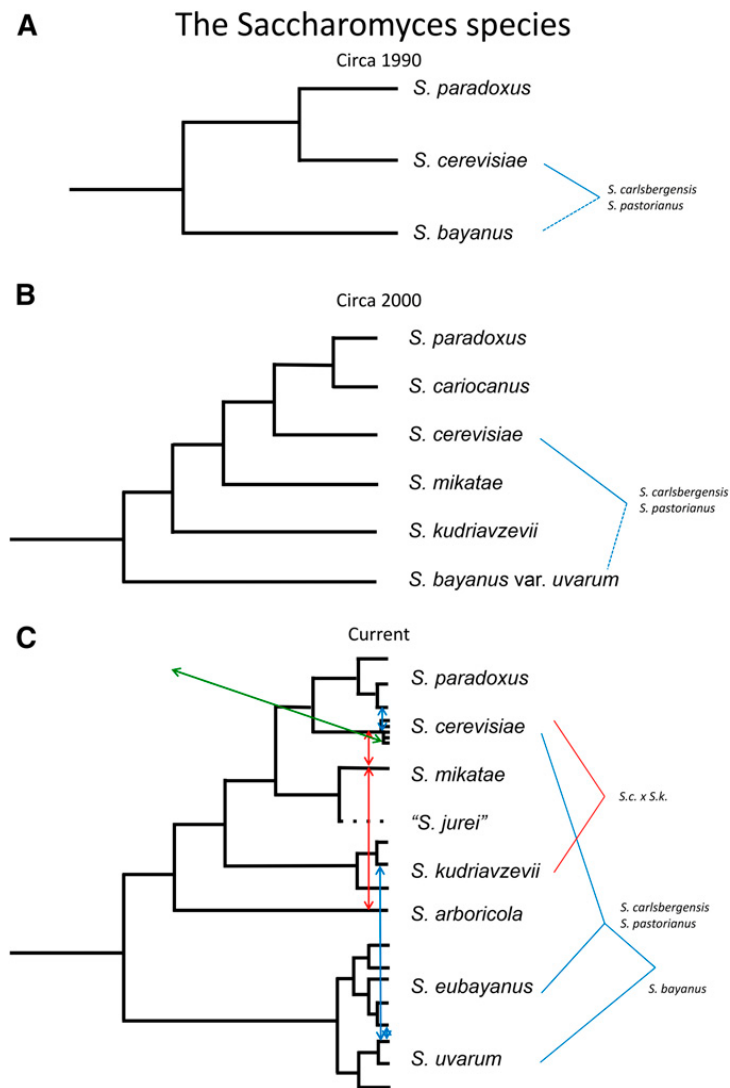 A
The Saccharomyces species
Circa 1990
S. paradoxus
S. cerevisiae
S. carlsbergensis
S. pastorianus
S. bayanus
B
Circa 2000
S. paradoxus
S. cariocanus
S. cerevisiae
S. mikatae
S. carlsbergensis
S. pastorianus
S. kudriavzevii
S. bayanus var. uvarum
C
Current
S. paradoxus
S. cerevisiae
S. mikatae
S.c. x S.k.
"S. jurei"
S. kudriavzevii
S. arboricola
S. carlsbergensis
S. pastorianus
S. eubayanus
S. bayanus
S. uvarum